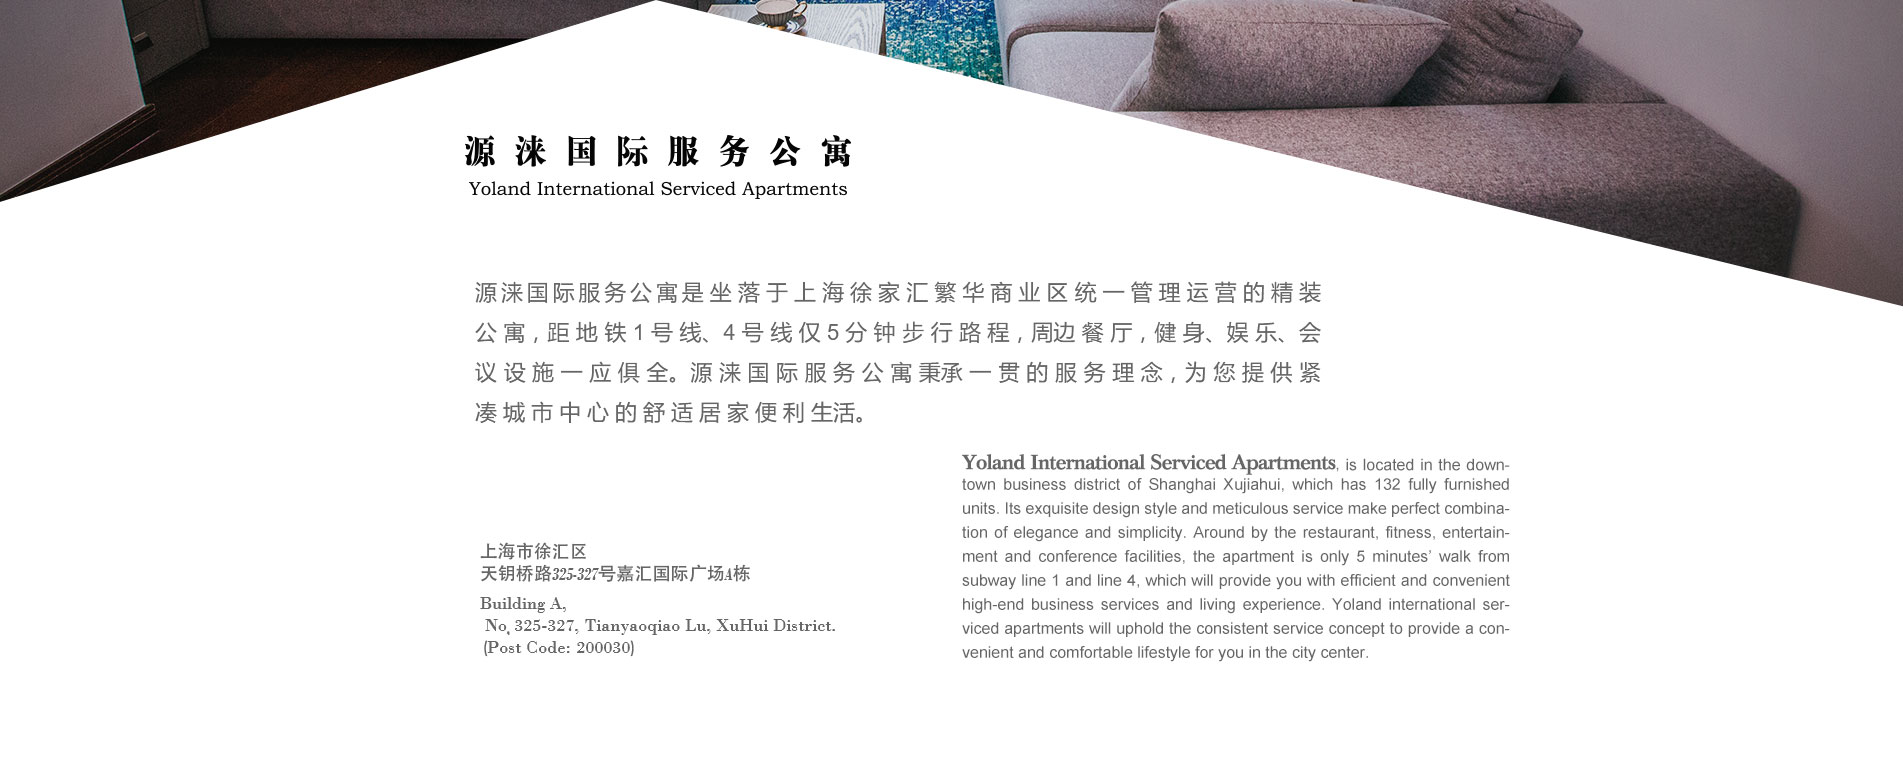 源涞国际服务公寓
Yoland International Serviced Apartments
源涞国际服务公寓是坐落于上海徐家汇繁华商业区统一管理运营的精装
公寓,距地铁1号线、4号线仅5分钟步行路程,周边餐厅,健身、娱乐、会
议设施一应俱全。源涞国际服务公寓秉承一贯的服务理念,为您提供紧
凑城市中心的舒适居家便利生活。
Yoland International Serviced Apartments, is located in the down-
town business district of Shanghai Xujiahui, which has 132 fully furnished
units. Its exquisite design style and meticulous service make perfect combina-
tion of elegance and simplicity. Around by the restaurant, fitness, entertain-
ment and conference facilities, the apartment is only 5 minutes’ walk from
subway line 1 and line 4, which will provide you with efficient and convenient
high-end business services and living experience. Yoland international ser-
viced apartments will uphold the consistent service concept to provide a con-
venient and comfortable lifestyle for you in the city center.
上海市徐汇区
天钥桥路325-327号嘉汇国际广场A栋
Building A,
No. 325-327, Tianyaoqiao Lu, XuHui District.
(Post Code: 200030)